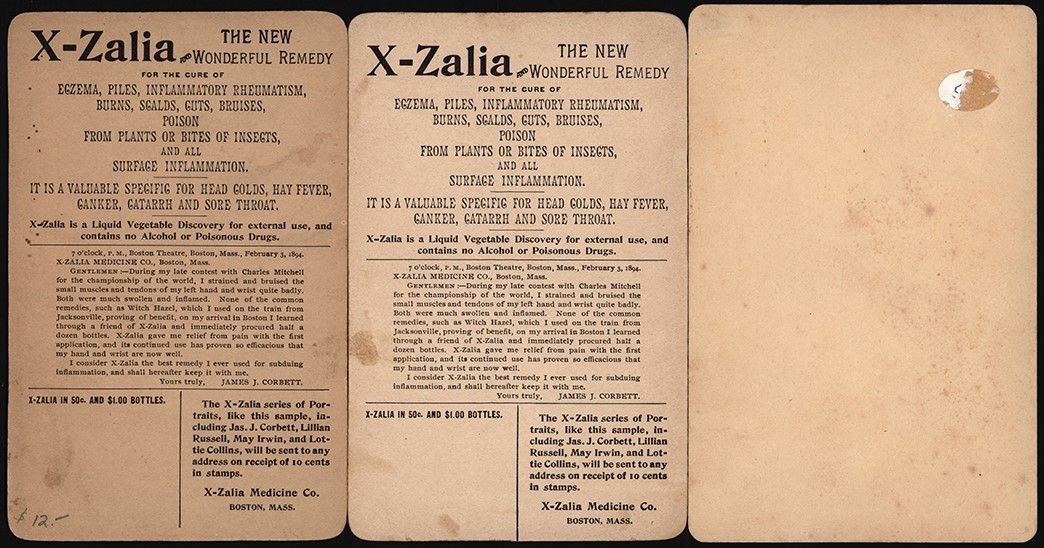 X-Zalia AND THE NEW WONDERFUL REMEDY
FOR THE CURE OF
ECZEMA, PILES, INFLAMMATORY RHEUMATISM,
BURNS, SCALDS, CUTS, BRUISES,
POISON
FROM PLANTS OR BITES OF INSECTS,
AND ALL
SURFACE INFLAMMATION.
IT IS A VALUABLE SPECIFIC FOR HEAD COLDS, HAY FEVER,
CANKER, CATARRH AND SORE THROAT.
X-Zalia is a Liquid Vegetable Discovery for external use, and
contains no Alcohol or Poisonous Drugs.
7 o'clock, P. M., Boston Theatre, Boston, Mass., February 3, 1894.
X-ZALIA MEDICINE CO., Boston, Mass.
GENTLEMEN :—During my late contest with Charles Mitchell
for the championship of the world, I strained and bruised the
small muscles and tendons of my left hand and wrist quite badly.
Both were much swollen and inflamed. None of the common
remedies, such as Witch Hazel, which I used on the train from
Jacksonville, proving of benefit, on my arrival in Boston I learned
through a friend of X-Zalia and immediately procured half a
dozen bottles. X-Zalia gave me relief from pain with the first
application, and its continued use has proven so efficacious that
my hand and wrist are now well.
I consider X-Zalia the best remedy I ever used for subduing
inflammation, and shall hereafter keep it with me.
Yours truly, JAMES J. CORBETT.
X-ZALIA IN 50c. AND $1.00 BOTTLES.
The X-Zalia series of Por-
traits, like this sample, in-
cluding Jas. J. Corbett, Lillian
Russell, May Irwin, and Lot-
tie Collins, will be sent to any
address on receipt of 10 cents
in stamps.
X-Zalia Medicine Co.
BOSTON, MASS.
$12.—
X-Zalia AND THE NEW WONDERFUL REMEDY
FOR THE CURE OF
ECZEMA, PILES, INFLAMMATORY RHEUMATISM,
BURNS, SCALDS, CUTS, BRUISES,
POISON
FROM PLANTS OR BITES OF INSECTS,
AND ALL
SURFACE INFLAMMATION.
IT IS A VALUABLE SPECIFIC FOR HEAD COLDS, HAY FEVER,
CANKER, CATARRH AND SORE THROAT.
X-Zalia is a Liquid Vegetable Discovery for external use, and
contains no Alcohol or Poisonous Drugs.
7 o'clock, P. M., Boston Theatre, Boston, Mass., February 3, 1894.
X-ZALIA MEDICINE CO., Boston, Mass.
GENTLEMEN :—During my late contest with Charles Mitchell
for the championship of the world, I strained and bruised the
small muscles and tendons of my left hand and wrist quite badly.
Both were much swollen and inflamed. None of the common
remedies, such as Witch Hazel, which I used on the train from
Jacksonville, proving of benefit, on my arrival in Boston I learned
through a friend of X-Zalia and immediately procured half a
dozen bottles. X-Zalia gave me relief from pain with the first
application, and its continued use has proven so efficacious that
my hand and wrist are now well.
I consider X-Zalia the best remedy I ever used for subduing
inflammation, and shall hereafter keep it with me.
Yours truly, JAMES J. CORBETT.
X-ZALIA IN 50c. AND $1.00 BOTTLES.
The X-Zalia series of Por-
traits, like this sample, in-
cluding Jas. J. Corbett, Lillian
Russell, May Irwin, and Lot-
tie Collins, will be sent to any
address on receipt of 10 cents
in stamps.
X-Zalia Medicine Co.
BOSTON, MASS.